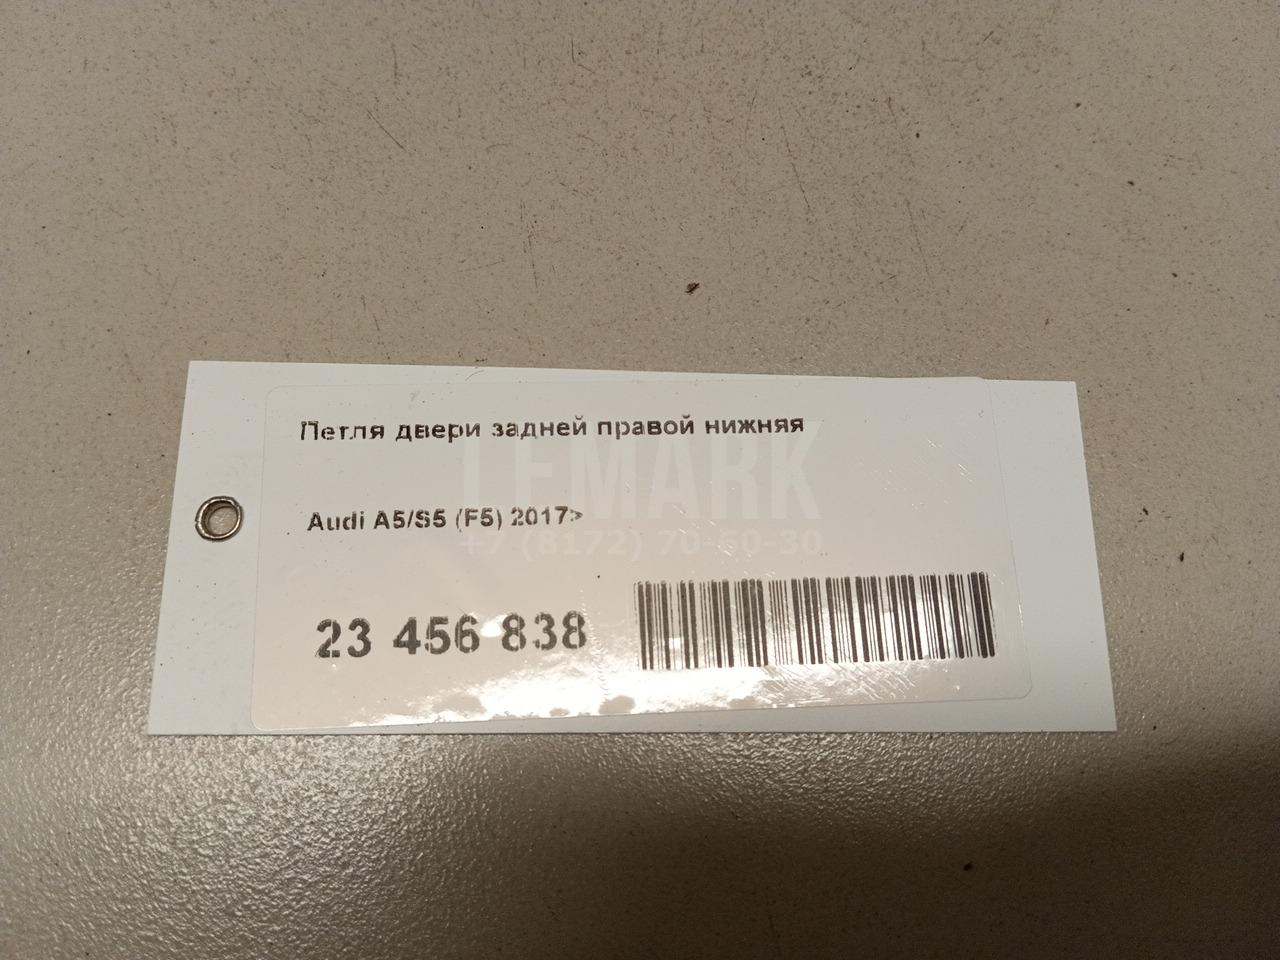 Петля двери задней правой нижняя
LEMARK
Audi A5/S5 (F5) 2017>
+7 (8172) 70-60-30
23 456 838